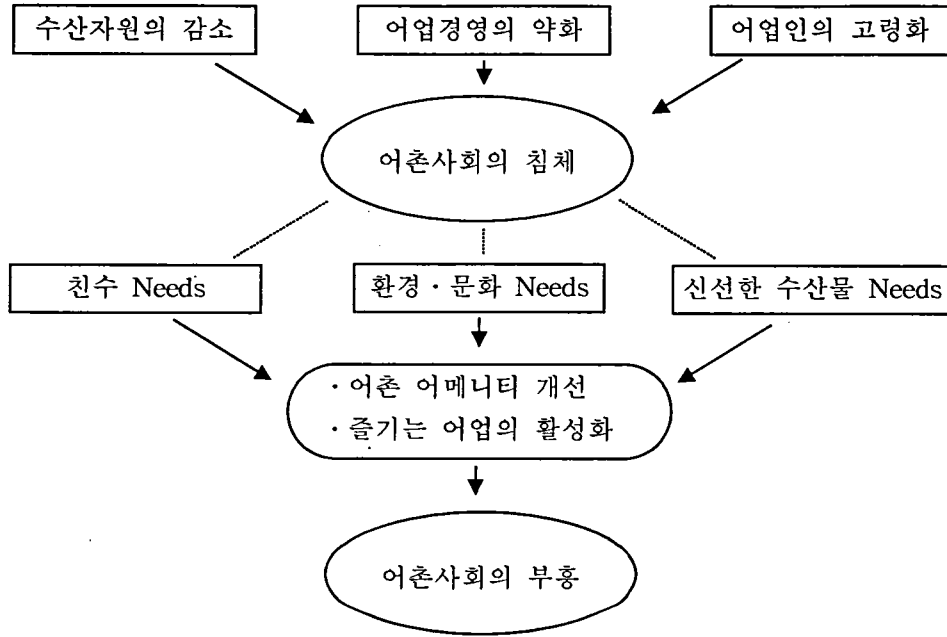 수산자원의 감소
어업경영의 약화
어업인의 고령화
어촌사회의 침체
친수 Needs
환경·문화 Needs
신선한 수산물 Needs
·어촌 어메니티 개선
·즐기는 어업의 활성화
어촌사회의 부흥